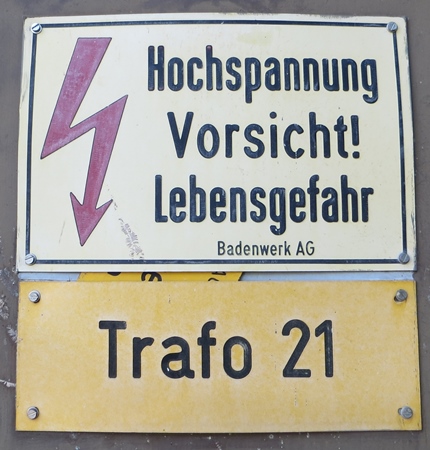 Hochspannung
Vorsicht!
Lebensgefahr
Badenwerk AG
Trafo 21